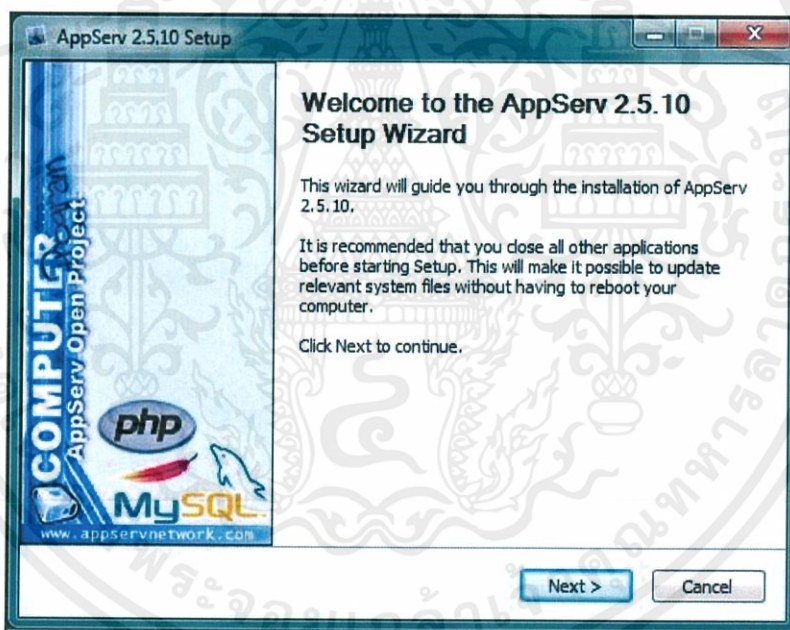 AppServ 2.5.10 Setup
Welcome to the AppServ 2.5.10
Setup Wizard
This wizard will guide you through the installation of AppServ
2.5.10.
It is recommended that you close all other applications
before starting Setup. This will make it possible to update
relevant system files without having to reboot your
computer.
Click Next to continue.
COMPUTER
Program
AppServ Open Project
php
MySQL
www.appservnetwork.com
Next >
Cancel